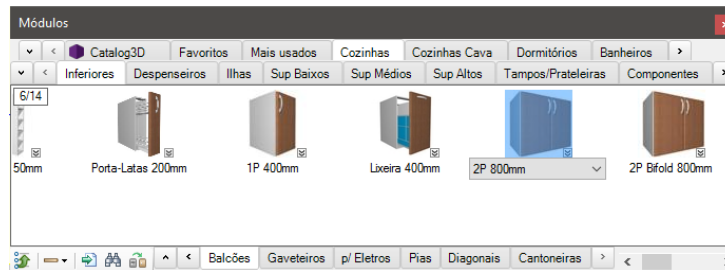 Módulos
Catalog3D Favoritos Mais usados Cozinhas Cozinhas Cava Dormitórios Banheiros
Inferiores Despenseiros Ilhas Sup Baixos Sup Médios Sup Altos Tampos/Prateleiras Componentes
6/14
50mm Porta-Latas 200mm 1P 400mm Lixeira 400mm 2P 800mm 2P Bifold 800mm
Balcões Gaveteiros p/ Eletros Pias Diagonais Cantoneiras